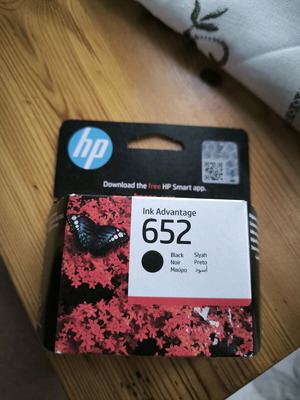 hp
Download the free HP Smart app.
Ink Advantage
652
Black Siyah
Noir Preto
Μαύρο أسود